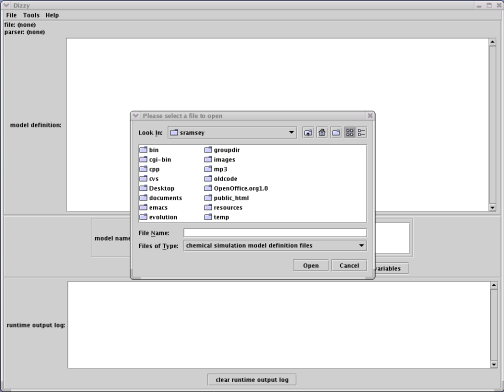 Dizzy
File Tools Help
file: (none)
parser: (none)
model definition:
Please select a file to open
Look In: sramsey
bin groupdir
cgi-bin images
cpp mp3
cvs oldcode
Desktop OpenOffice.org1.0
documents public_html
emacs resources
evolution temp
model name
File Name:
Files of Type: chemical simulation model definition files
ariables
Open Cancel
runtime output log:
clear runtime output log